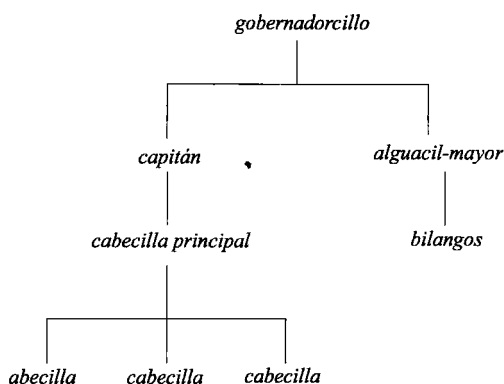 gobernadorcillo
capitán alguacil-mayor
cabecilla principal bilangos
abecilla cabecilla cabecilla